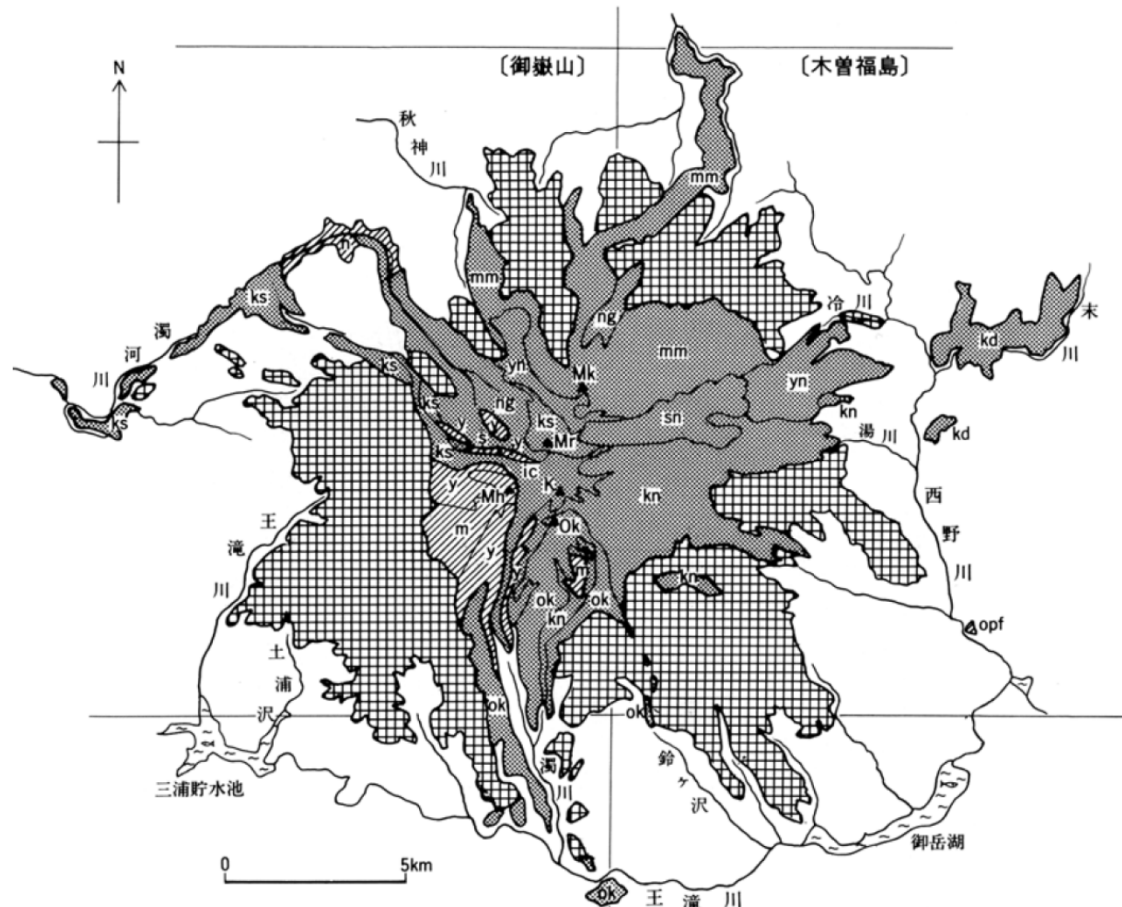 〔御嶽山〕
〔木曽福島〕
N
秋神川
mm
mm
ks
濁河川
ng
冷川
末川
kd
yn
mm
Mk
yn
ks
ks
ng
y
y
s
y
ks
Mr
sn
kn
湯川
kd
ks
ks
ic
K
kn
西野川
y
Mh
m
y
Ok
m
王滝川
ok
kn
ok
kn
opf
土浦沢
ok
ok
鈴ヶ沢
濁川
三浦貯水池
御岳湖
0
5km
ok
王滝川